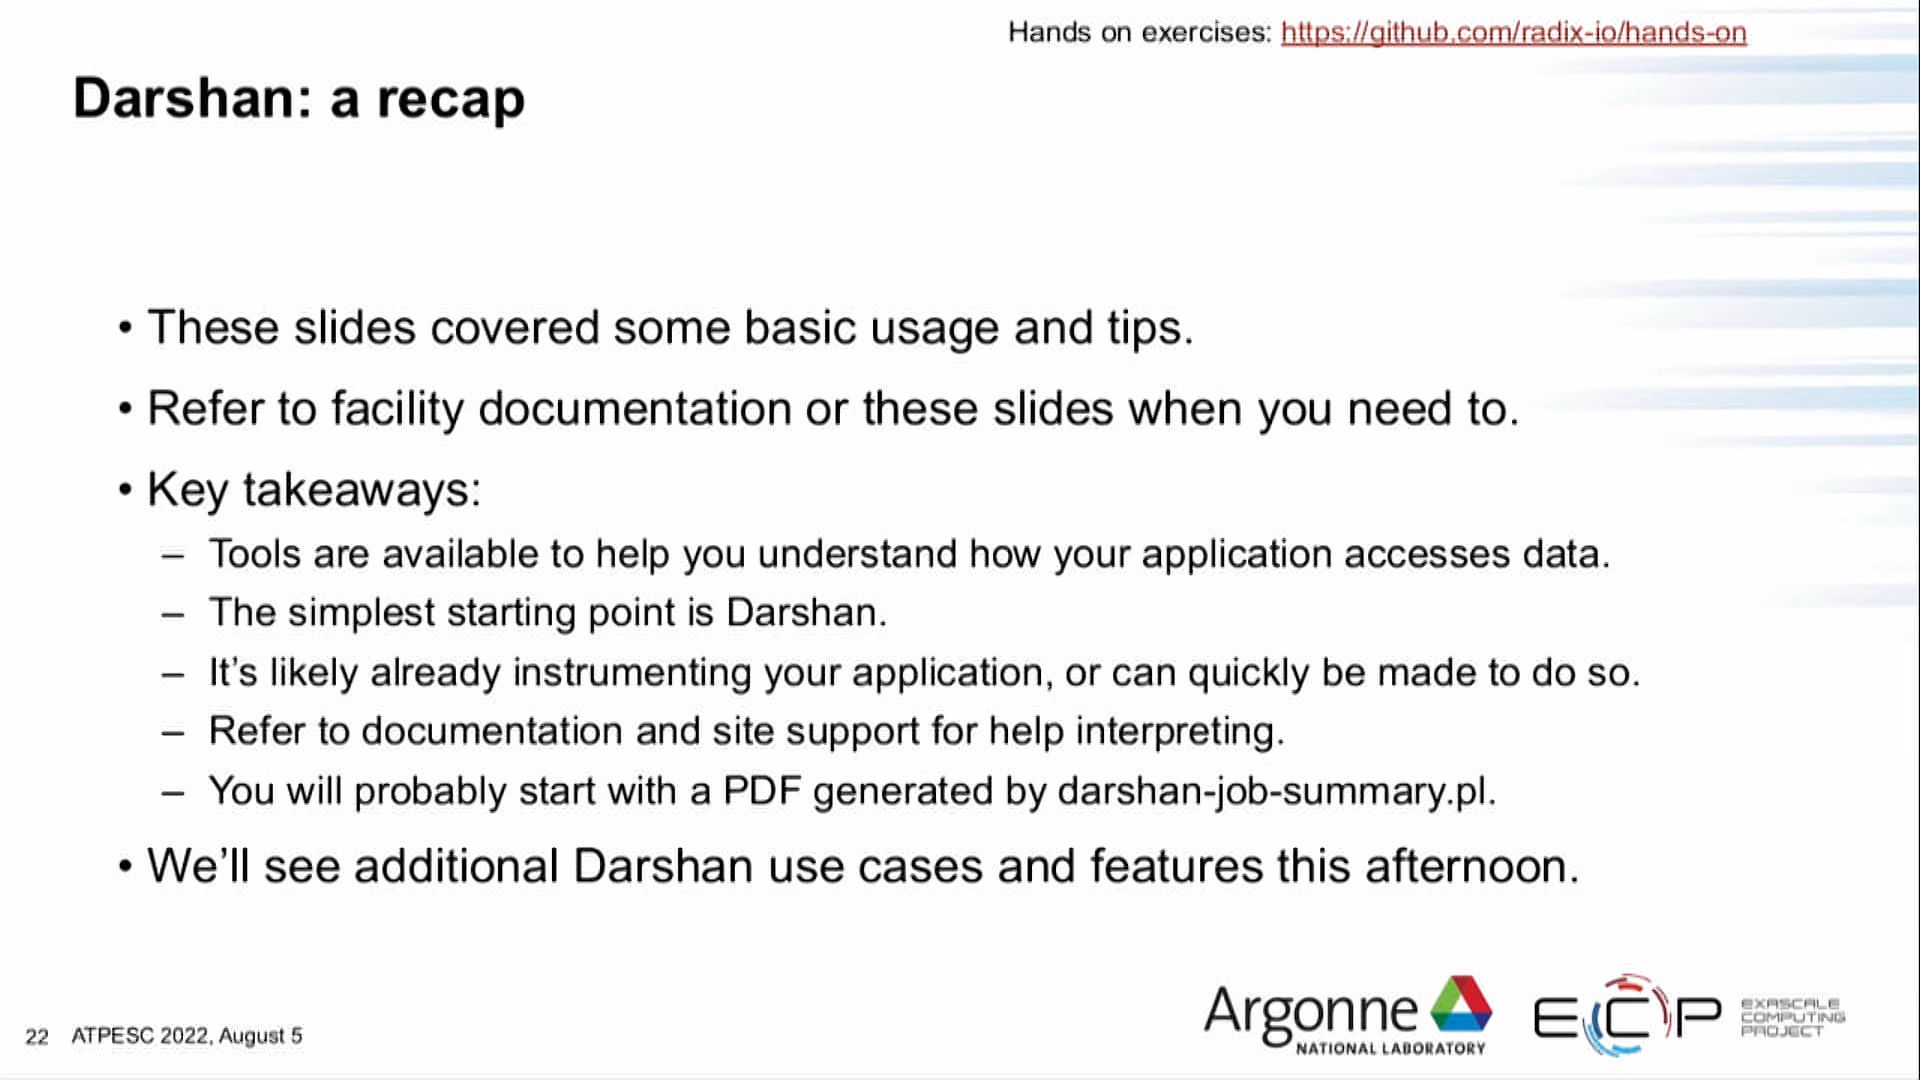 Hands on exercises: https://github.com/radix-io/hands-on
Darshan: a recap
• These slides covered some basic usage and tips.
• Refer to facility documentation or these slides when you need to.
• Key takeaways:
– Tools are available to help you understand how your application accesses data.
– The simplest starting point is Darshan.
– It’s likely already instrumenting your application, or can quickly be made to do so.
– Refer to documentation and site support for help interpreting.
– You will probably start with a PDF generated by darshan-job-summary.pl.
• We’ll see additional Darshan use cases and features this afternoon.
22 ATPESC 2022, August 5
Argonne
NATIONAL LABORATORY
ECP
EXASCALE
COMPUTING
PROJECT